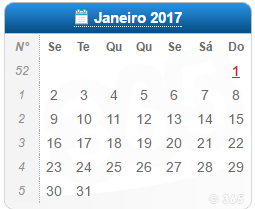 Janeiro 2017
Nº Se Te Qu Qu Se Sá Do
52 1
1 2 3 4 5 6 7 8
2 9 10 11 12 13 14 15
3 16 17 18 19 20 21 22
4 23 24 25 26 27 28 29
5 30 31
© 365